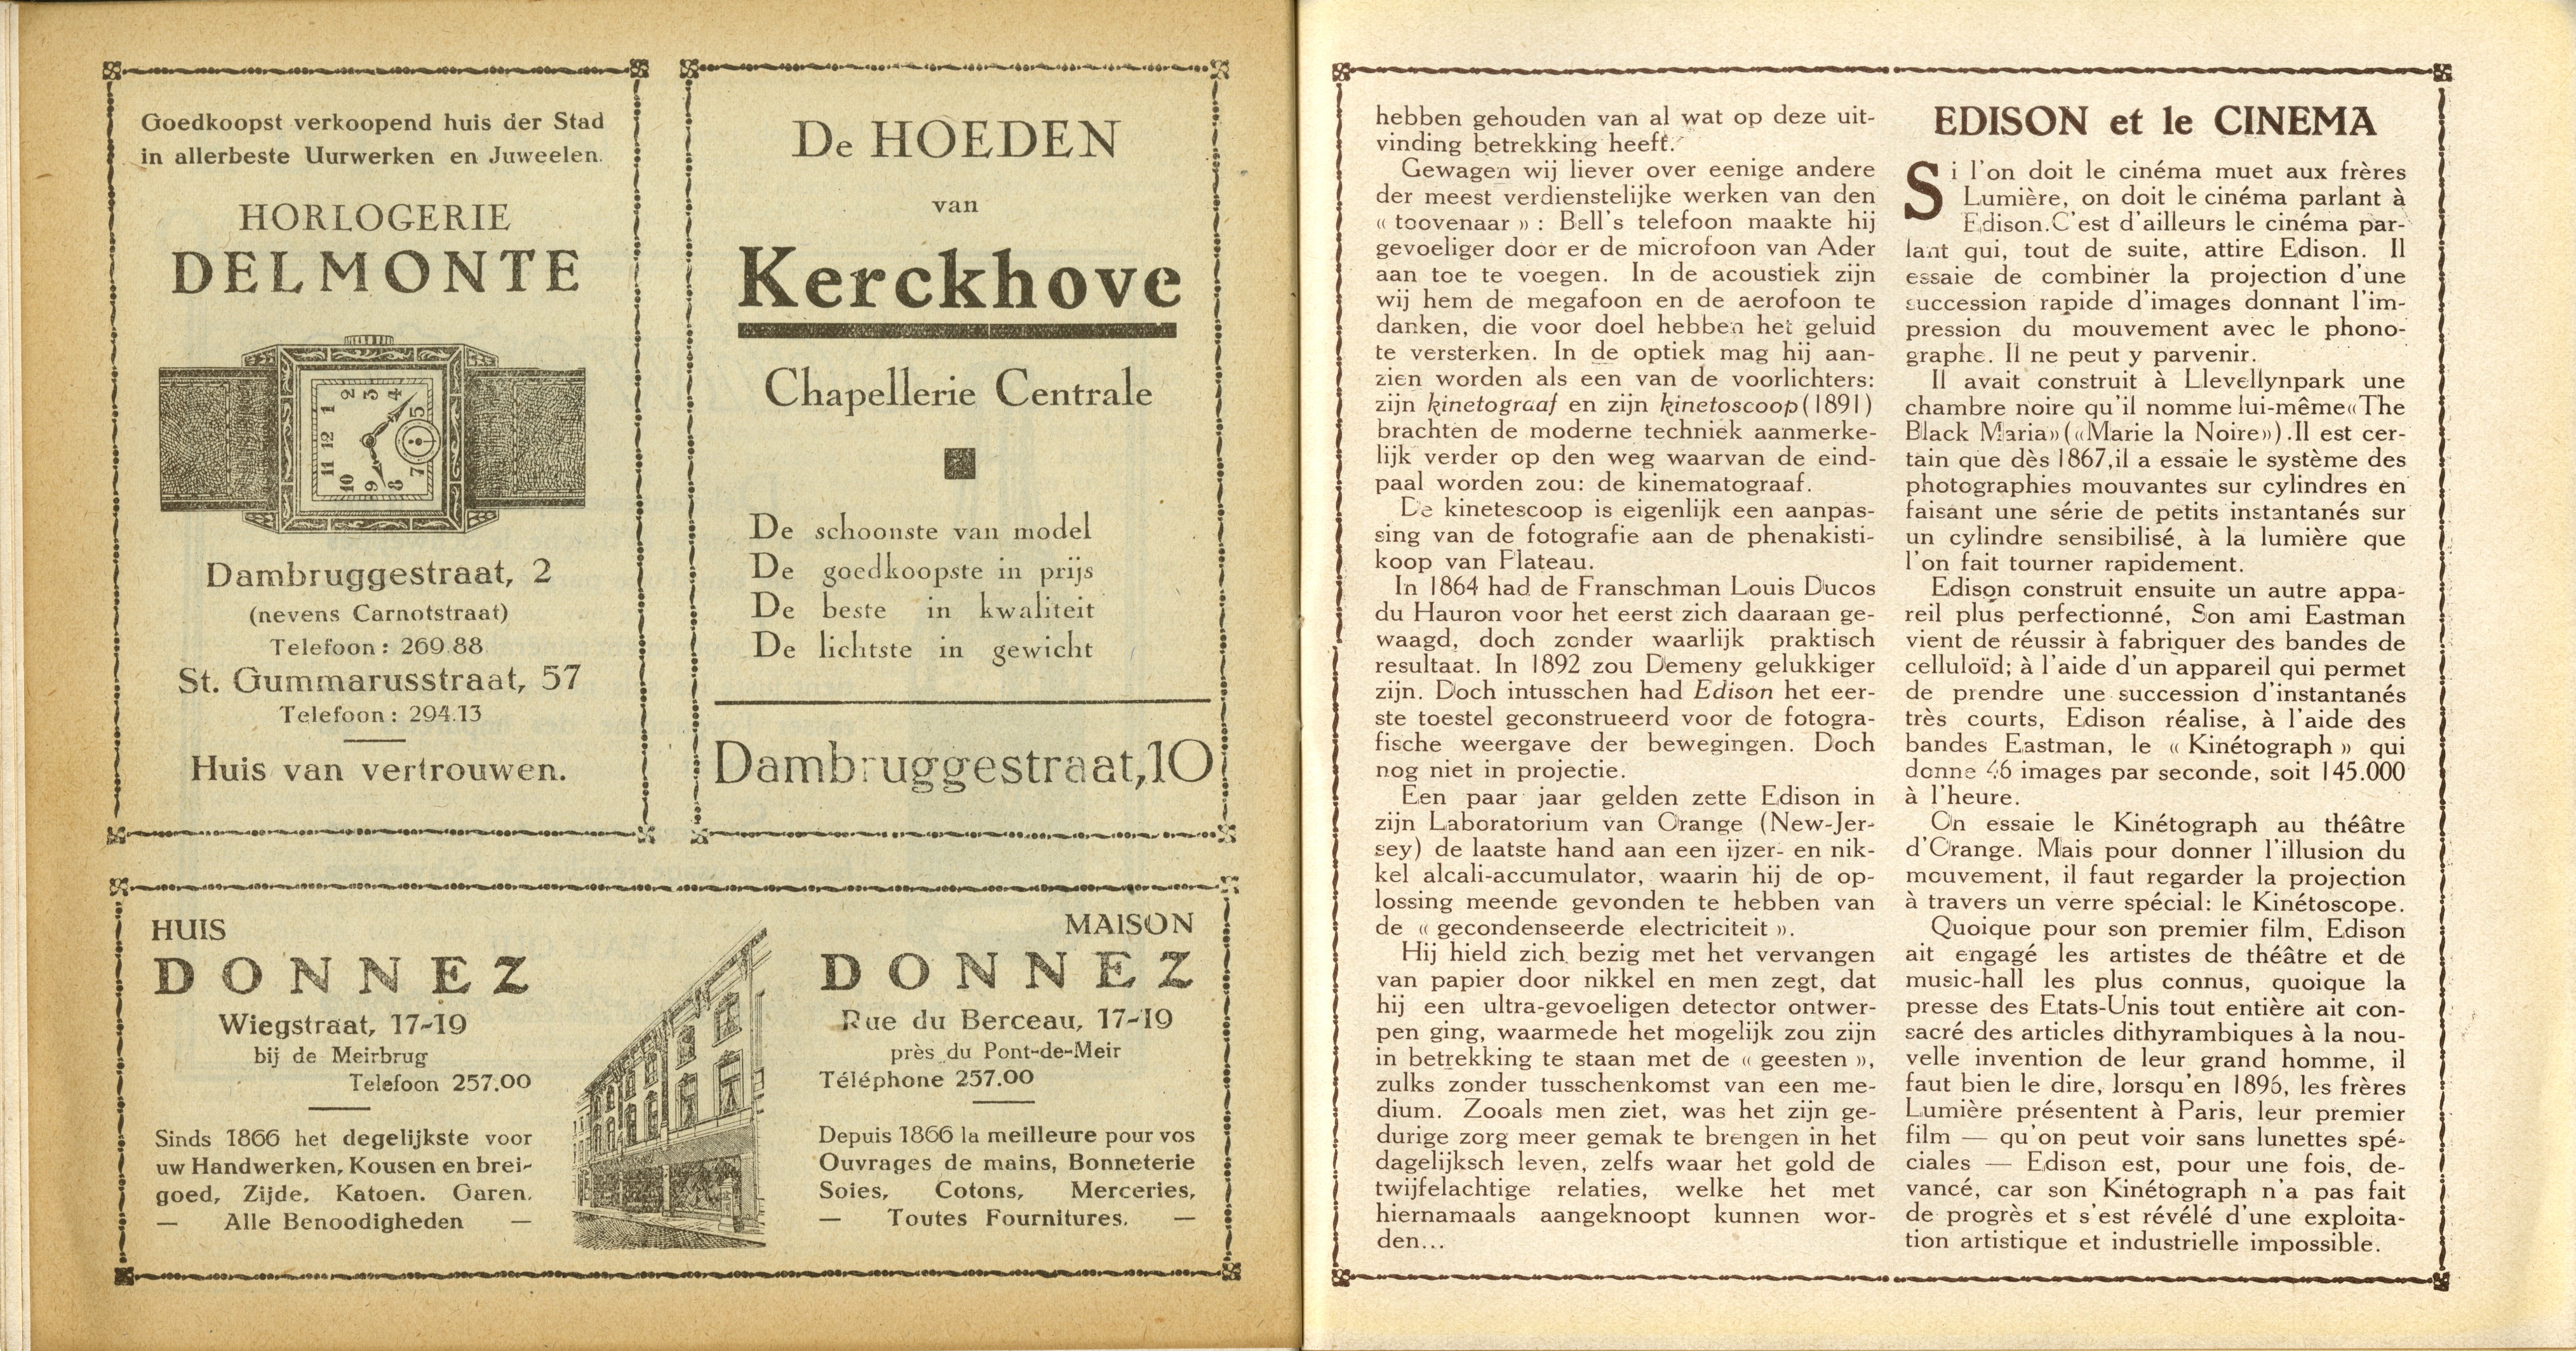 Goedkoopst verkoopend huis der Stad
in allerbeste Uurwerken en Juweelen.
HORLOGERIE
DELMONTE
1 2 3 4 5 7 8 9 10 11 12
Dambruggestraat, 2
(nevens Carnotstraat)
Telefoon : 269.88
St. Gummarusstraat, 57
Telefoon : 294.13
Huis van vertrouwen.
De HOEDEN
van
Kerckhove
Chapellerie Centrale
De schoonste van model
De goedkoopste in prijs
De beste in kwaliteit
De lichtste in gewicht
Dambruggestraat,10
HUIS
DONNEZ
Wiegstraat, 17-19
bij de Meirbrug
Telefoon 257.00
Sinds 1866 het degelijkste voor
uw Handwerken, Kousen en brei-
goed, Zijde, Katoen. Garen.
— Alle Benoodigheden —
MAISON
DONNEZ
Rue du Berceau, 17-19
près du Pont-de-Meir
Téléphone 257.00
Depuis 1866 la meilleure pour vos
Ouvrages de mains, Bonneterie
Soies, Cotons, Merceries,
— Toutes Fournitures. —
hebben gehouden van al wat op deze uit-
vinding betrekking heeft.
Gewagen wij liever over eenige andere
der meest verdienstelijke werken van den
« toovenaar » : Bell's telefoon maakte hij
gevoeliger door er de microfoon van Ader
aan toe te voegen. In de acoustiek zijn
wij hem de megafoon en de aerofoon te
danken, die voor doel hebben het geluid
te versterken. In de optiek mag hij aan-
zien worden als een van de voorlichters:
zijn kinetograaf en zijn kinetoscoop(1891)
brachten de moderne techniek aanmerke-
lijk verder op den weg waarvan de eind-
paal worden zou: de kinematograaf.
De kinetescoop is eigenlijk een aanpas-
sing van de fotografie aan de phenakisti-
koop van Plateau.
In 1864 had de Franschman Louis Ducos
du Hauron voor het eerst zich daaraan ge-
waagd, doch zonder waarlijk praktisch
resultaat. In 1892 zou Demeny gelukkiger
zijn. Doch intusschen had Edison het eer-
ste toestel geconstrueerd voor de fotogra-
fische weergave der bewegingen. Doch
nog niet in projectie.
Een paar jaar gelden zette Edison in
zijn Laboratorium van Orange (New-Jer-
sey) de laatste hand aan een ijzer- en nik-
kel alcali-accumulator, waarin hij de op-
lossing meende gevonden te hebben van
de « gecondenseerde electriciteit ».
Hij hield zich bezig met het vervangen
van papier door nikkel en men zegt, dat
hij een ultra-gevoeligen detector ontwer-
pen ging, waarmede het mogelijk zou zijn
in betrekking te staan met de « geesten »,
zulks zonder tusschenkomst van een me-
dium. Zooals men ziet, was het zijn ge-
durige zorg meer gemak te brengen in het
dagelijksch leven, zelfs waar het gold de
twijfelachtige relaties, welke het met
hiernamaals aangeknoopt kunnen wor-
den...
EDISON et le CINEMA
Si l'on doit le cinéma muet aux frères
Lumière, on doit le cinéma parlant à
Edison.C'est d'ailleurs le cinéma par-
lant qui, tout de suite, attire Edison. Il
essaie de combiner la projection d'une
succession rapide d'images donnant l'im-
pression du mouvement avec le phono-
graphe. Il ne peut y parvenir.
Il avait construit à Llevellynpark une
chambre noire qu'il nomme lui-même«The
Black Maria» («Marie la Noire»).Il est cer-
tain que dès 1867,il a essaie le système des
photographies mouvantes sur cylindres en
faisant une série de petits instantanés sur
un cylindre sensibilisé, à la lumière que
l'on fait tourner rapidement.
Edison construit ensuite un autre appa-
reil plus perfectionné, Son ami Eastman
vient de réussir à fabriquer des bandes de
celluloïd; à l'aide d'un appareil qui permet
de prendre une succession d'instantanés
très courts, Edison réalise, à l'aide des
bandes Eastman, le « Kinétograph » qui
donne 46 images par seconde, soit 145.000
à l'heure.
On essaie le Kinétograph au théâtre
d'Orange. Mais pour donner l'illusion du
mouvement, il faut regarder la projection
à travers un verre spécial: le Kinétoscope.
Quoique pour son premier film, Edison
ait engagé les artistes de théâtre et de
music-hall les plus connus, quoique la
presse des Etats-Unis tout entière ait con-
sacré des articles dithyrambiques à la nou-
velle invention de leur grand homme, il
faut bien le dire, lorsqu'en 1896, les frères
Lumière présentent à Paris, leur premier
film — qu'on peut voir sans lunettes spé-
ciales — Edison est, pour une fois, de-
vancé, car son Kinétograph n'a pas fait
de progrès et s'est révélé d'une exploita-
tion artistique et industrielle impossible.